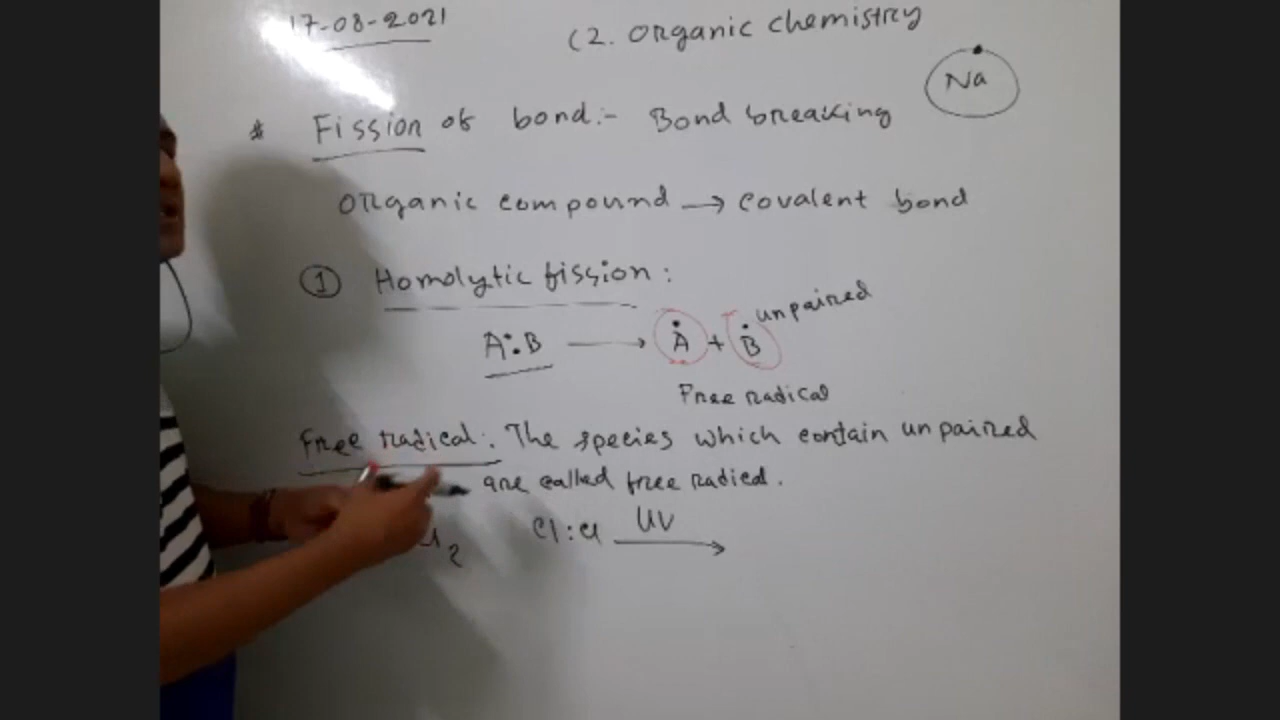 17-08-2021
C2. Organic chemistry
Na
* Fission of bond:- Bond breaking
Organic compound → covalent bond
① Homolytic fission:
A:B → Ȧ + Ḃ unpaired
Free radical
Free radical: The species which contain unpaired
are called free radical.
Cl:Cl UV →